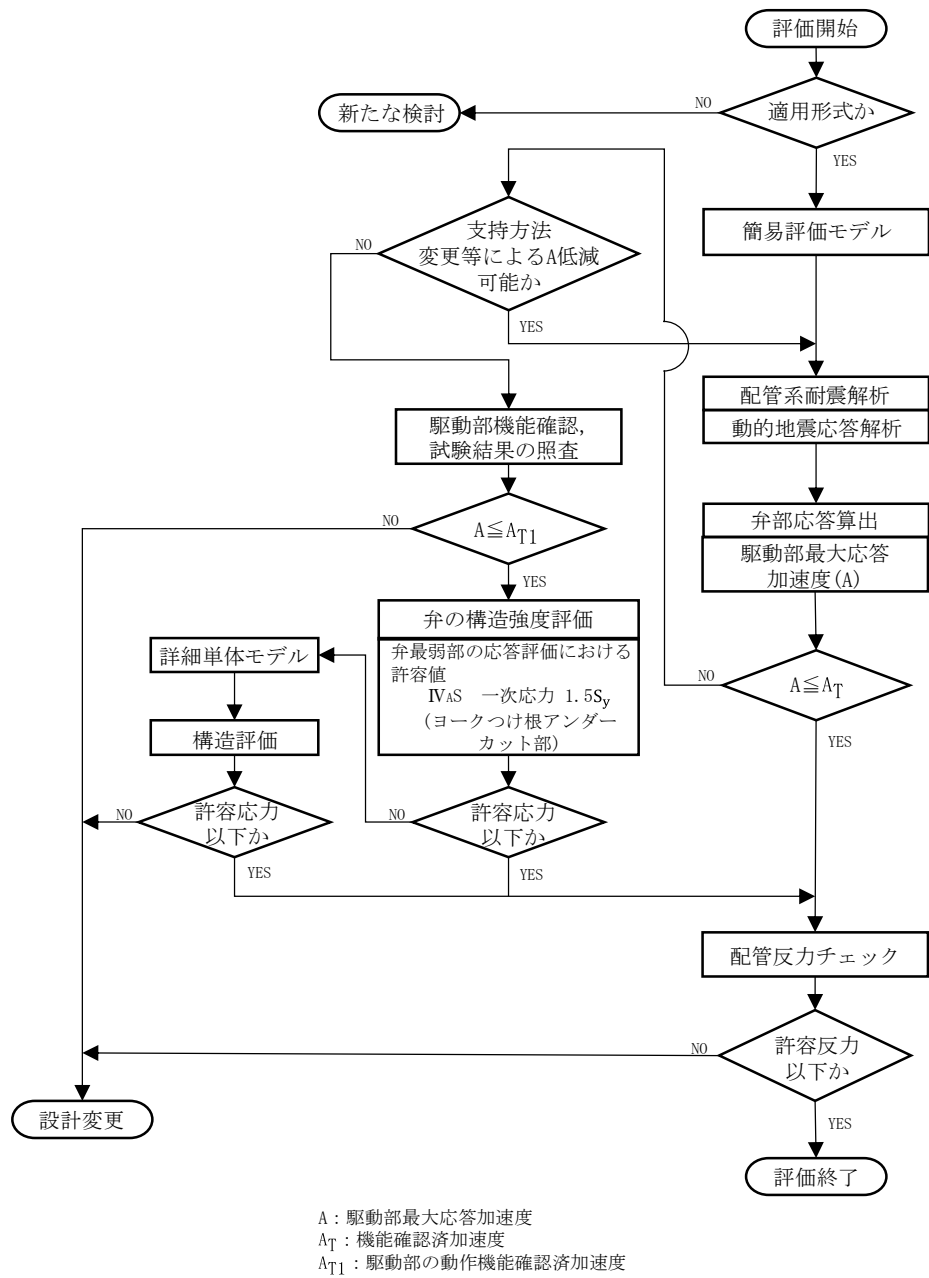 評価開始
適用形式か
NO
新たな検討
YES
簡易評価モデル
支持方法
変更等によるA低減
可能か
NO
YES
配管系耐震解析
動的地震応答解析
駆動部機能確認,
試験結果の照査
弁部応答算出
駆動部最大応答
加速度(A)
A≦AT1
NO
YES
弁の構造強度評価
弁最弱部の応答評価における
許容値
ⅣAS 一次応力 1.5Sy
(ヨークつけ根アンダー
カット部)
詳細単体モデル
構造評価
A≦AT
NO
YES
許容応力
以下か
NO
YES
許容応力
以下か
NO
YES
配管反力チェック
許容反力
以下か
NO
YES
設計変更
評価終了
A：駆動部最大応答加速度
AT：機能確認済加速度
AT1：駆動部の動作機能確認済加速度